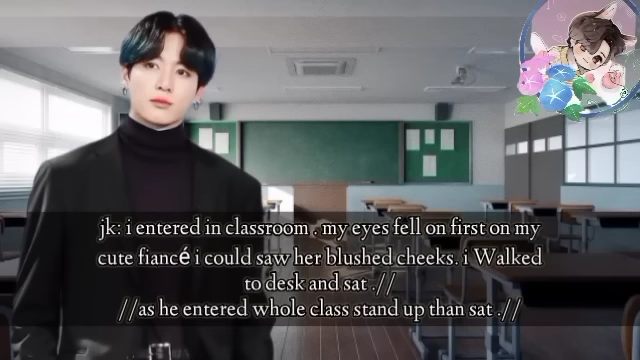 jk: i entered in classroom . my eyes fell on first on my
cute fiancé i could saw her blushed cheeks. i Walked
to desk and sat .//
//as he entered whole class stand up than sat .//